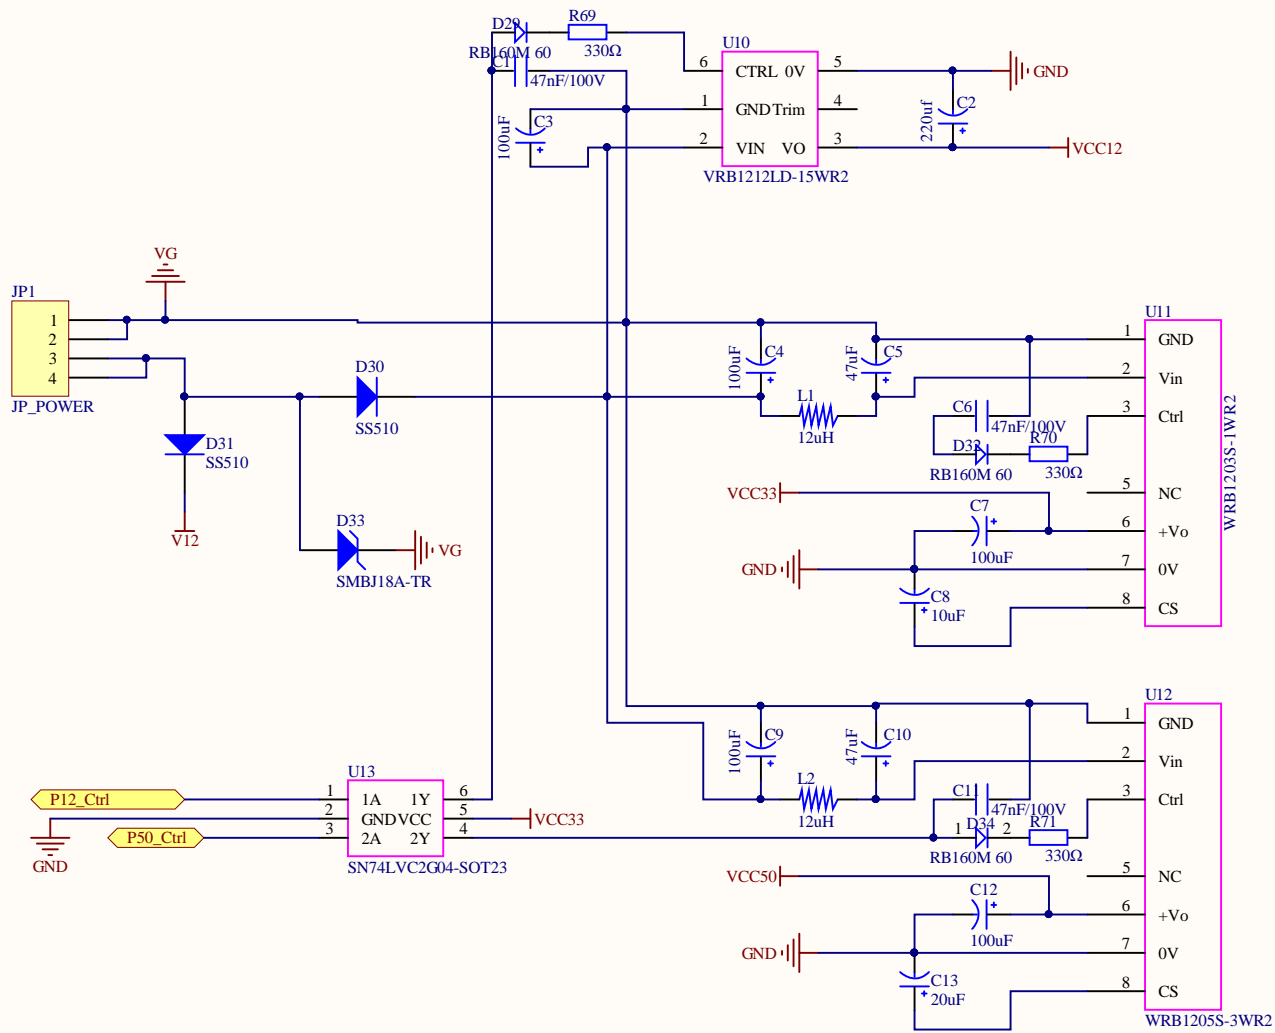 D29
R69
RB160M 60
330Ω
C1
47nF/100V
C3
100uF
U10
6 CTRL 0V 5
1 GND Trim 4
2 VIN VO 3
VRB1212LD-15WR2
C2
220uf
GND
VCC12
VG
JP1
1
2
3
4
JP_POWER
D30
SS510
D31
SS510
V12
D33
SMBJ18A-TR
VG
C4
100uF
C5
47uF
L1
12uH
U11
1 GND
2 Vin
3 Ctrl
5 NC
6 +Vo
7 0V
8 CS
WRB1203S-1WR2
C6
47nF/100V
D32
R70
RB160M 60
330Ω
VCC33
C7
100uF
GND
C8
10uF
C9
100uF
C10
47uF
L2
12uH
U12
1 GND
2 Vin
3 Ctrl
5 NC
6 +Vo
7 0V
8 CS
WRB1205S-3WR2
C11
47nF/100V
1 D34 2
R71
RB160M 60
330Ω
VCC50
C12
100uF
GND
C13
20uF
U13
P12_Ctrl
1 1A 1Y 6
2 GND VCC 5
3 2A 2Y 4
VCC33
P50_Ctrl
GND
SN74LVC2G04-SOT23